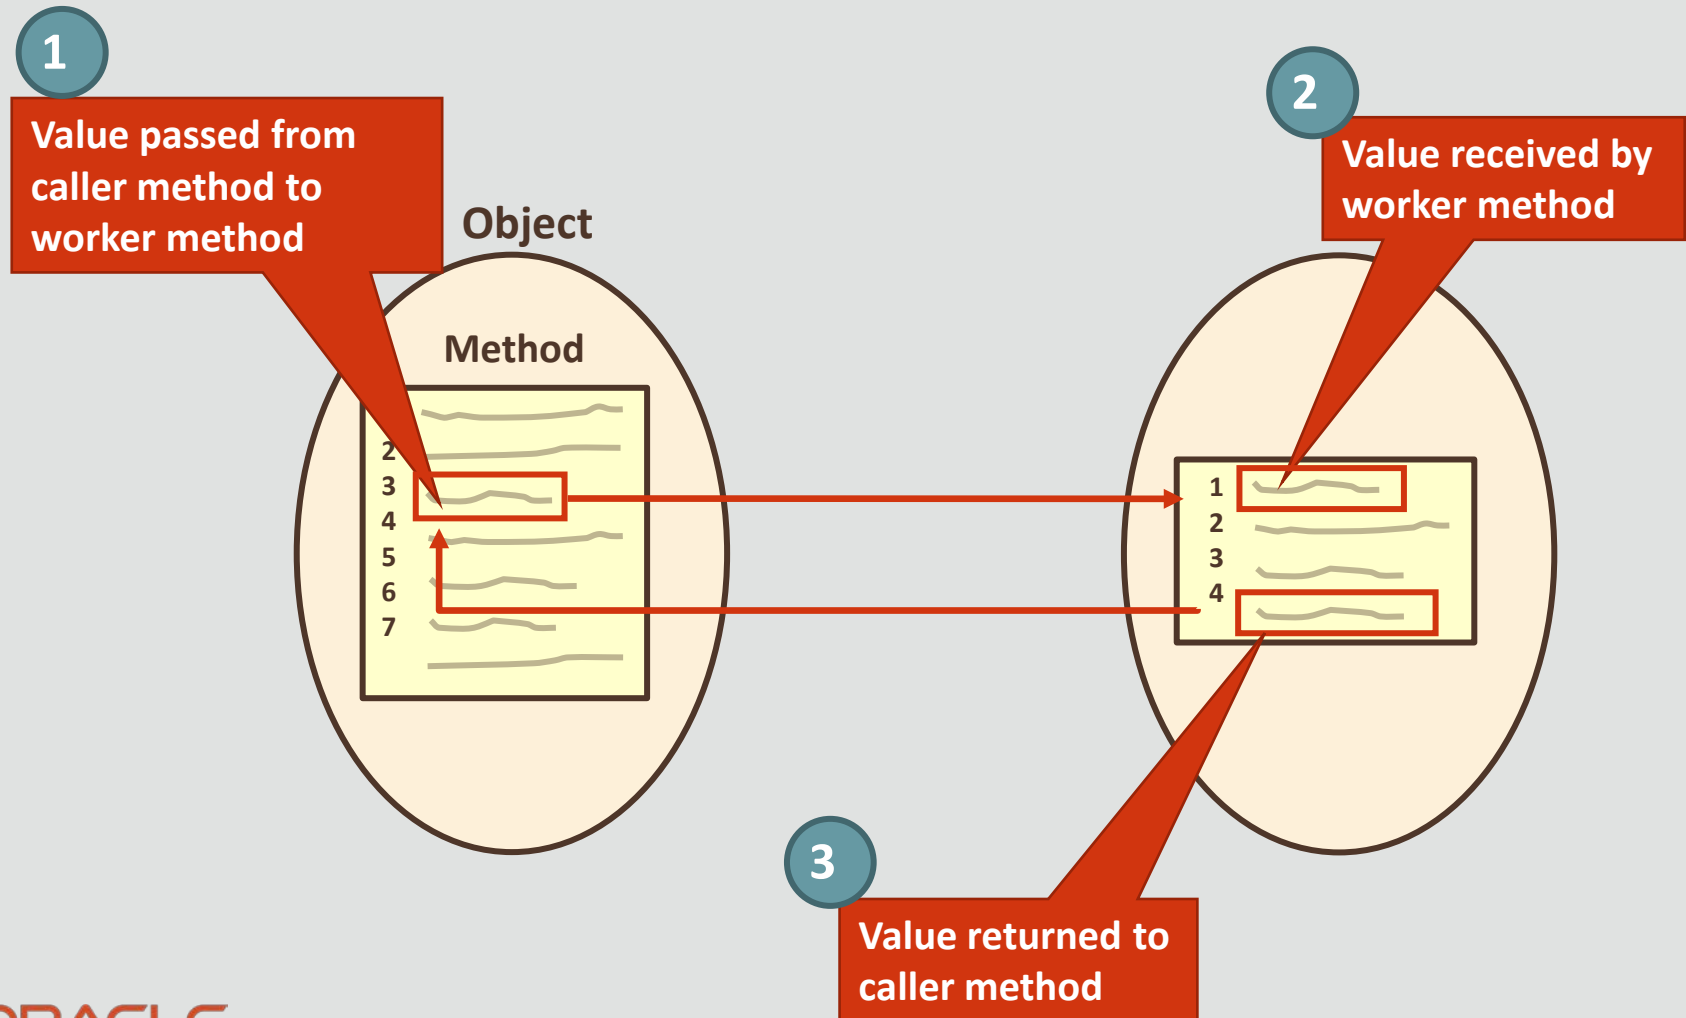 1
Value passed from
caller method to
worker method
2
Value received by
worker method
Object
Method
2
3
4
5
6
7
1
2
3
4
3
Value returned to
caller method
ORACLE